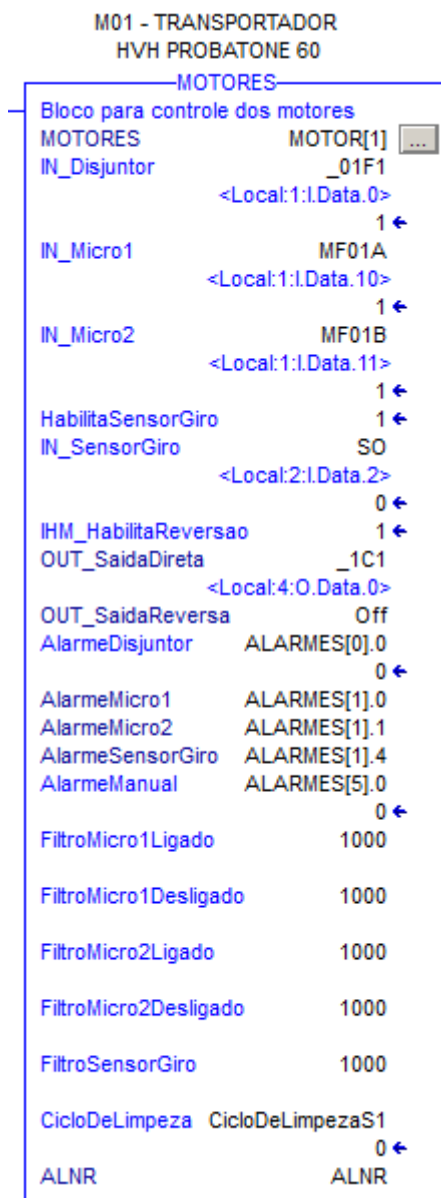 M01 - TRANSPORTADOR
HVH PROBATONE 60
MOTORES
Bloco para controle dos motores
MOTORES MOTOR[1] ...
IN_Disjuntor _01F1
<Local:1:I.Data.0>
1
IN_Micro1 MF01A
<Local:1:I.Data.10>
1
IN_Micro2 MF01B
<Local:1:I.Data.11>
1
HabilitaSensorGiro 1
IN_SensorGiro SO
<Local:2:I.Data.2>
0
IHM_HabilitaReversao 1
OUT_SaidaDireta _1C1
<Local:4:O.Data.0>
OUT_SaidaReversa Off
AlarmeDisjuntor ALARMES[0].0
0
AlarmeMicro1 ALARMES[1].0
AlarmeMicro2 ALARMES[1].1
AlarmeSensorGiro ALARMES[1].4
AlarmeManual ALARMES[5].0
0
FiltroMicro1Ligado 1000
FiltroMicro1Desligado 1000
FiltroMicro2Ligado 1000
FiltroMicro2Desligado 1000
FiltroSensorGiro 1000
CicloDeLimpeza CicloDeLimpezaS1
0
ALNR ALNR